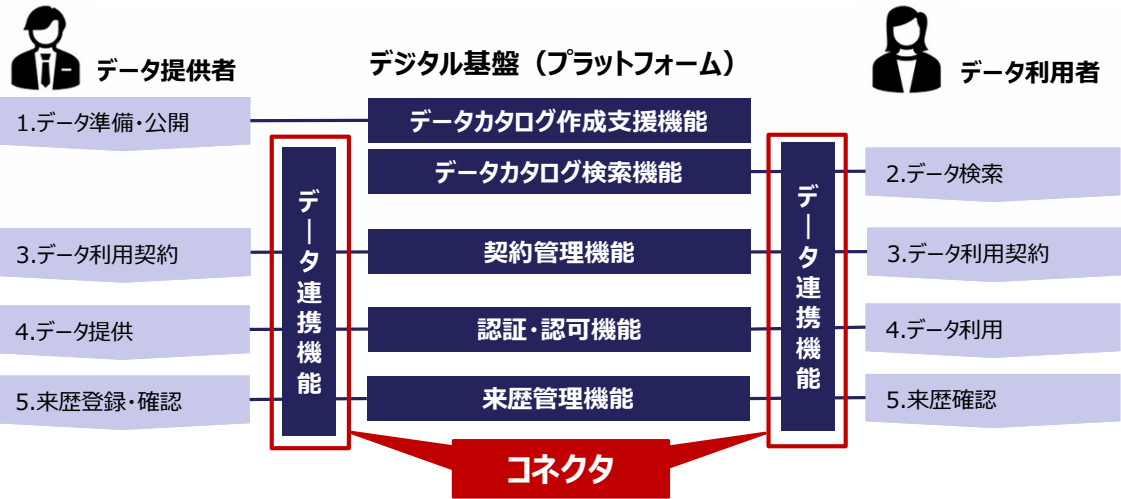 データ提供者
デジタル基盤（プラットフォーム）
データ利用者
1.データ準備・公開
データカタログ作成支援機能
データカタログ検索機能
2.データ検索
データ連携機能
データ連携機能
3.データ利用契約
契約管理機能
3.データ利用契約
4.データ提供
認証・認可機能
4.データ利用
5.来歴登録・確認
来歴管理機能
5.来歴確認
コネクタ